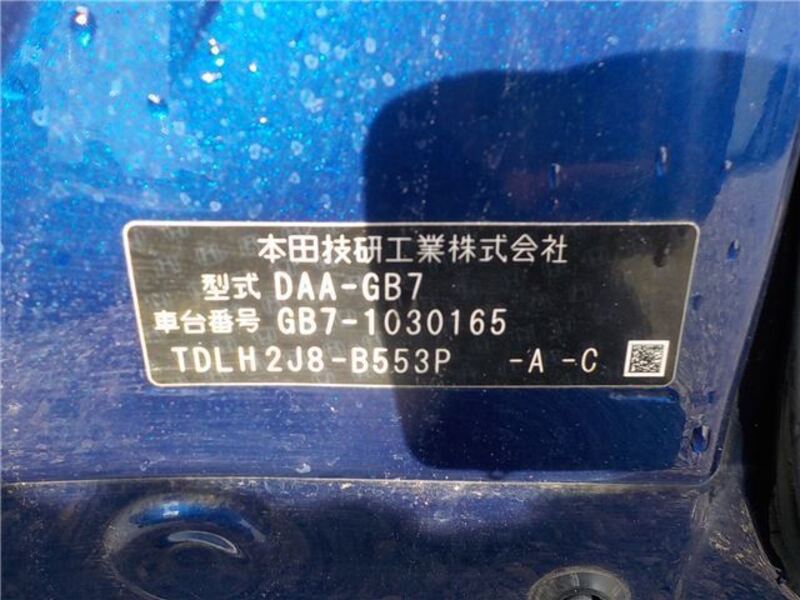 本田技研工業株式会社
型式 DAA-GB7
車台番号 GB7-1030165
TDLH2J8-B553P -A -C